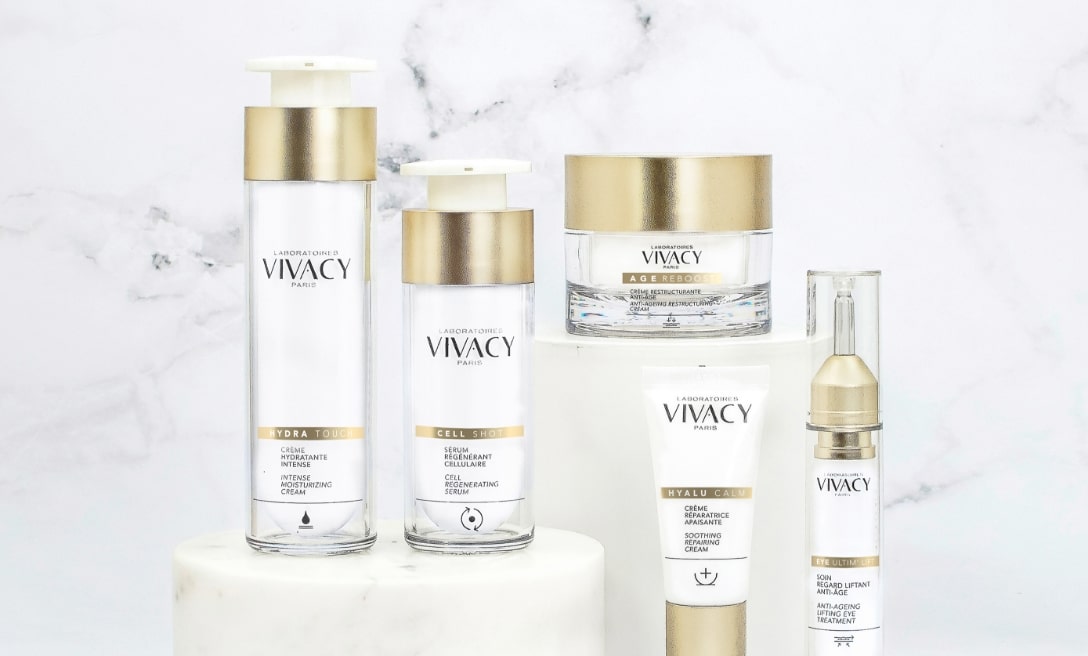 LABORATOIRES
VIVACY
PARIS
HYDRA TOUCH
CRÈME
HYDRATANTE
INTENSE
INTENSE
MOISTURIZING
CREAM
LABORATOIRES
VIVACY
PARIS
CELL SHOT
SÉRUM
RÉGÉNÉRANT
CELLULAIRE
CELL
REGENERATING
SERUM
LABORATOIRES
VIVACY
PARIS
AGE REBOOST
CRÈME RESTRUCTURANTE
ANTI-ÂGE
ANTI-AGEING RESTRUCTURING
CREAM
LABORATOIRES
VIVACY
PARIS
HYALU CALM
CRÈME
RÉPARATRICE
APAISANTE
SOOTHING
REPAIRING
CREAM
LABORATOIRES
VIVACY
PARIS
EYE ULTIM' LIFT
SOIN
REGARD LIFTANT
ANTI-ÂGE
ANTI-AGEING
LIFTING EYE
TREATMENT